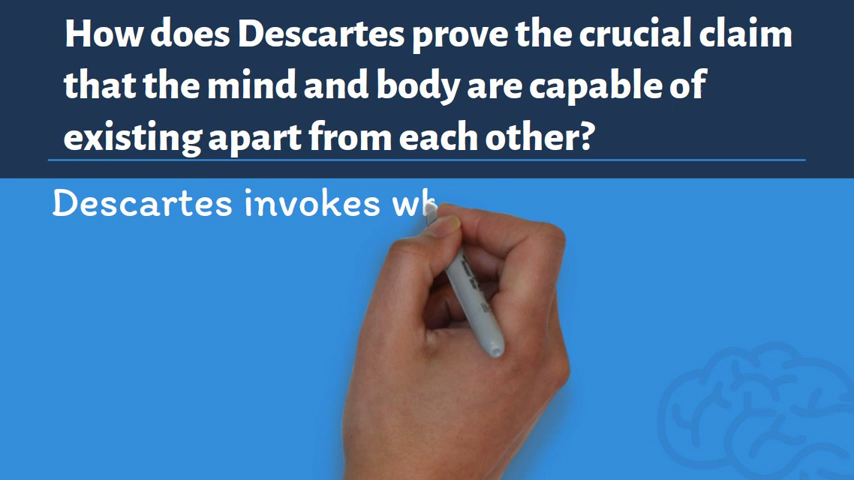 How does Descartes prove the crucial claim
that the mind and body are capable of
existing apart from each other?
Descartes invokes wh